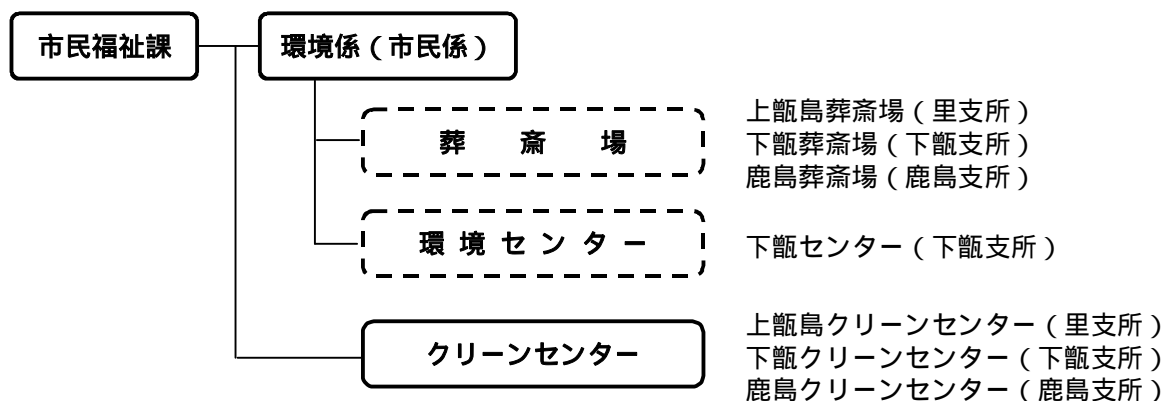 市民福祉課
環境係(市民係)
葬斎場
上甑島葬斎場(里支所)
下甑葬斎場(下甑支所)
鹿島葬斎場(鹿島支所)
環境センター
下甑センター(下甑支所)
クリーンセンター
上甑島クリーンセンター(里支所)
下甑クリーンセンター(下甑支所)
鹿島クリーンセンター(鹿島支所)